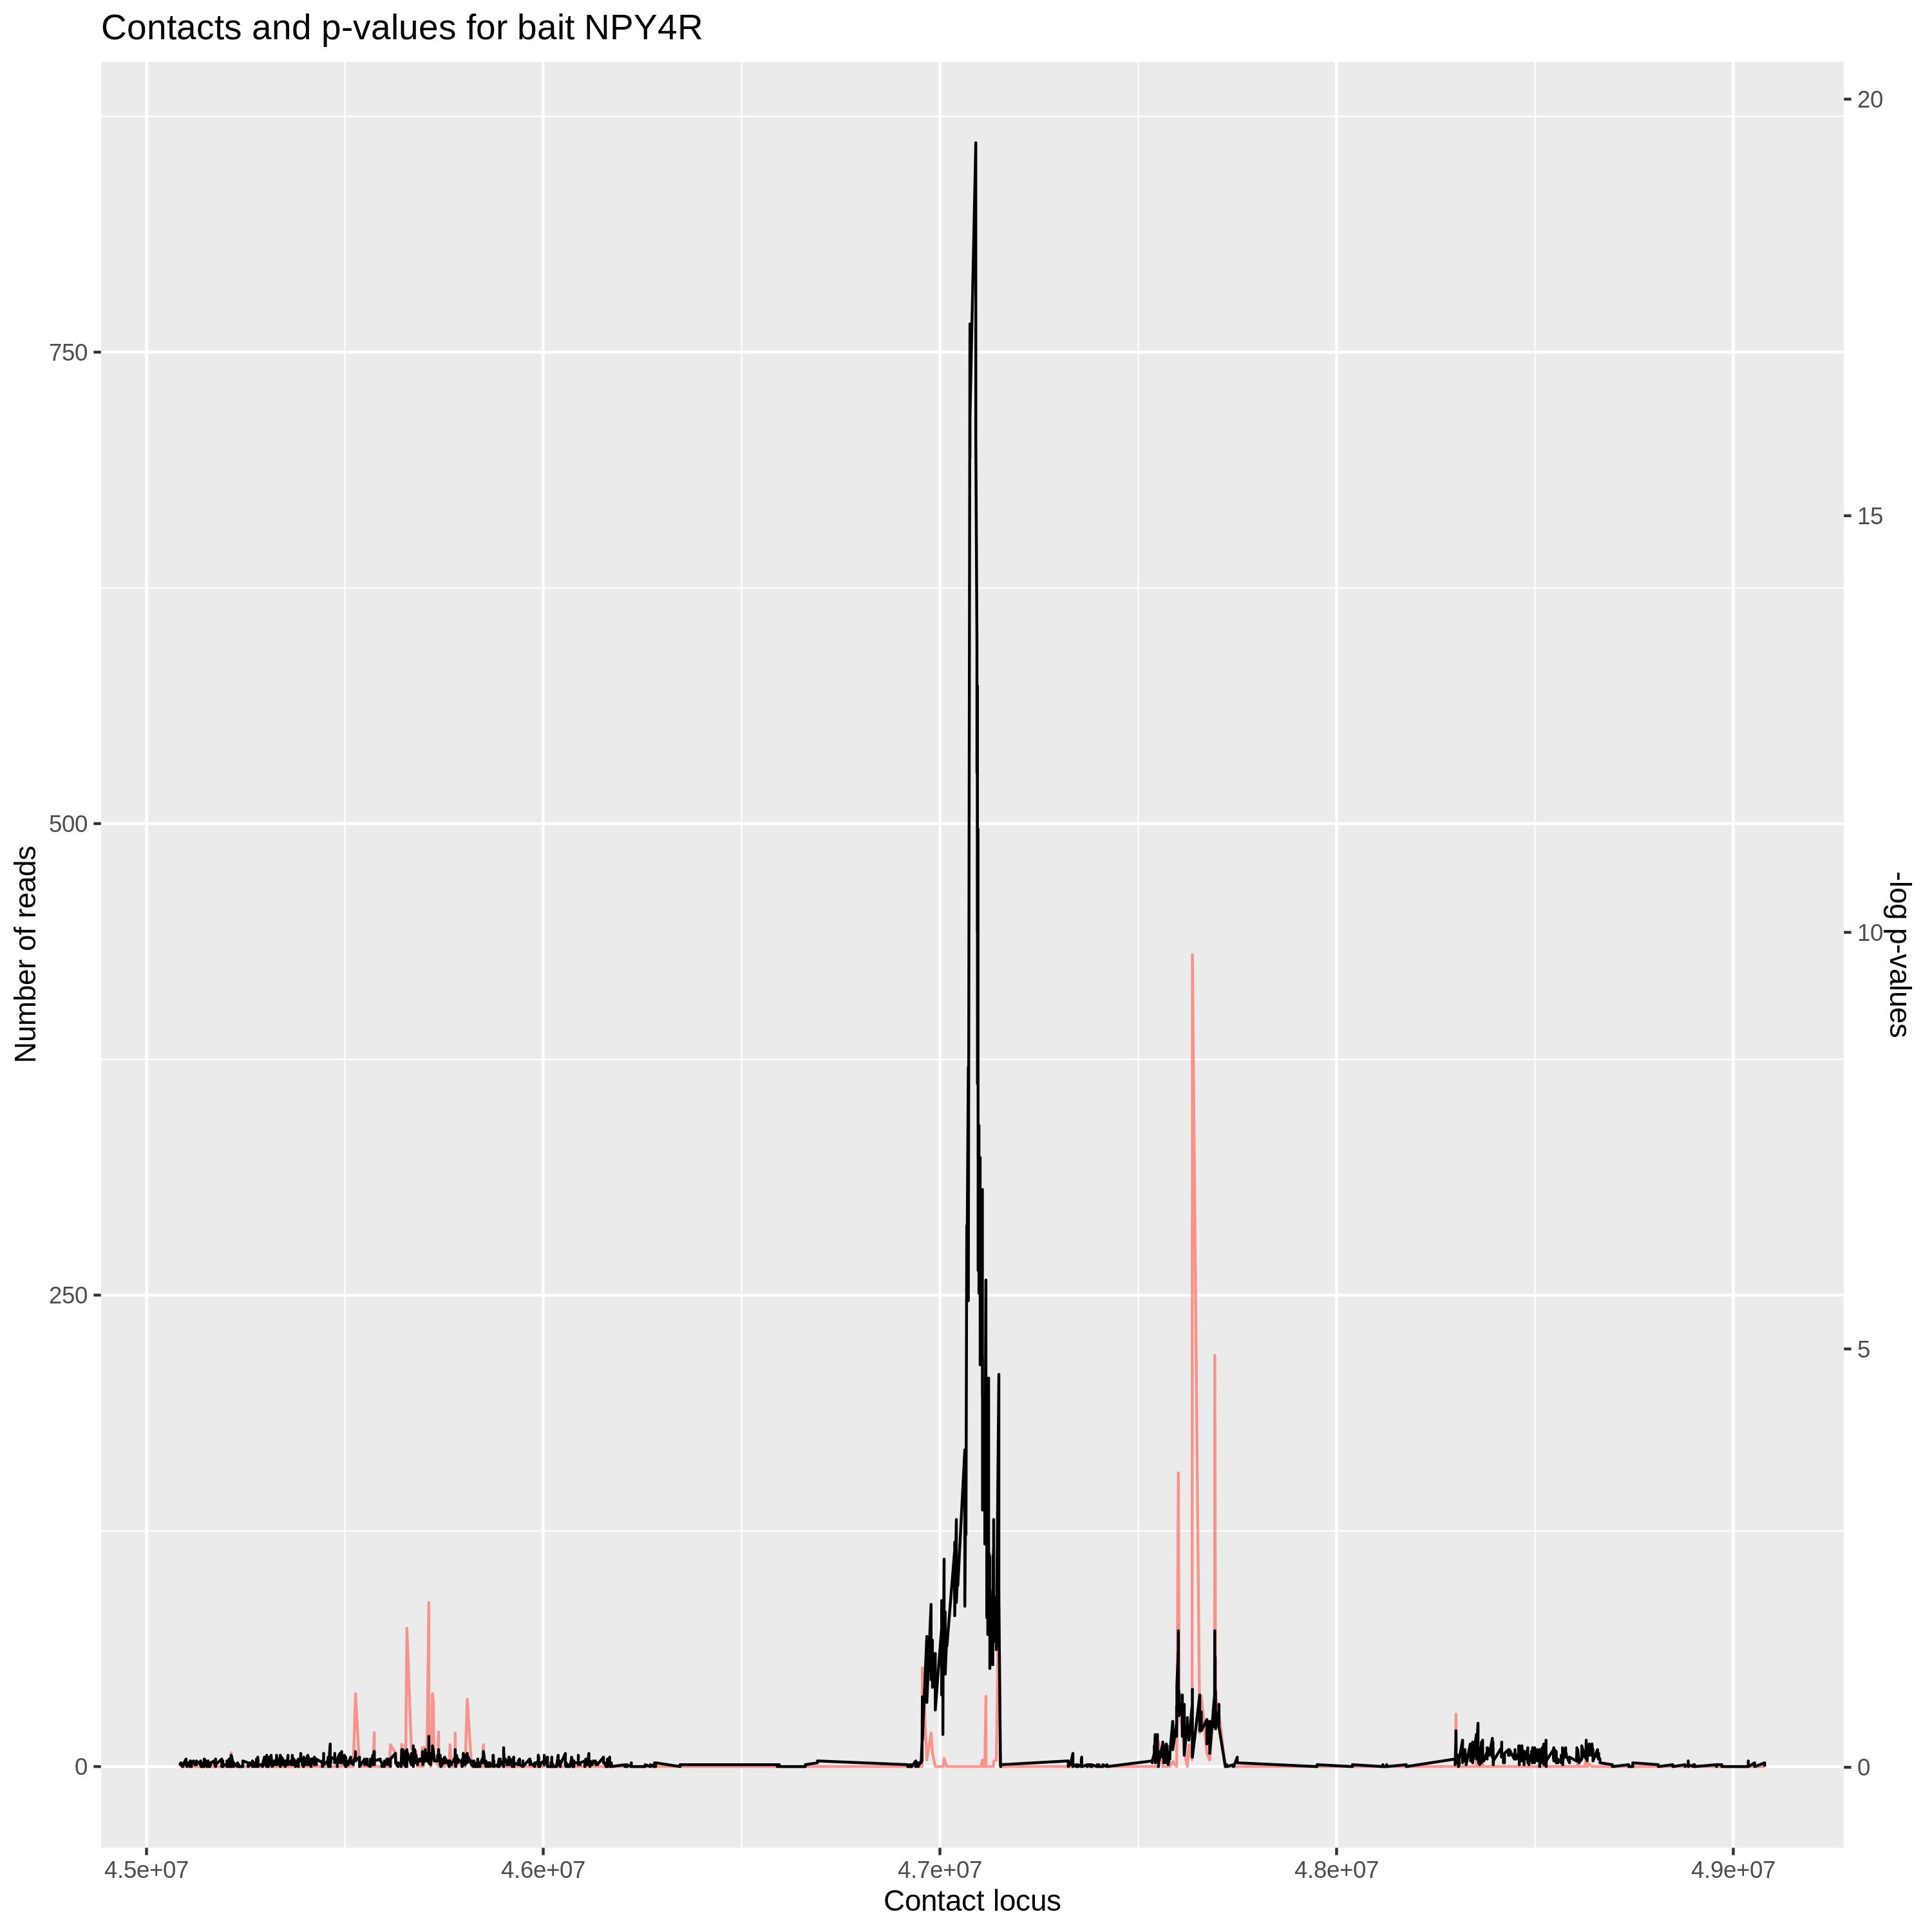 Contacts and p-values for bait NPY4R
20
15
10
5
0
-log p-values
750
500
250
0
Number of reads
4.5e+07 4.6e+07 4.7e+07 4.8e+07 4.9e+07
Contact locus